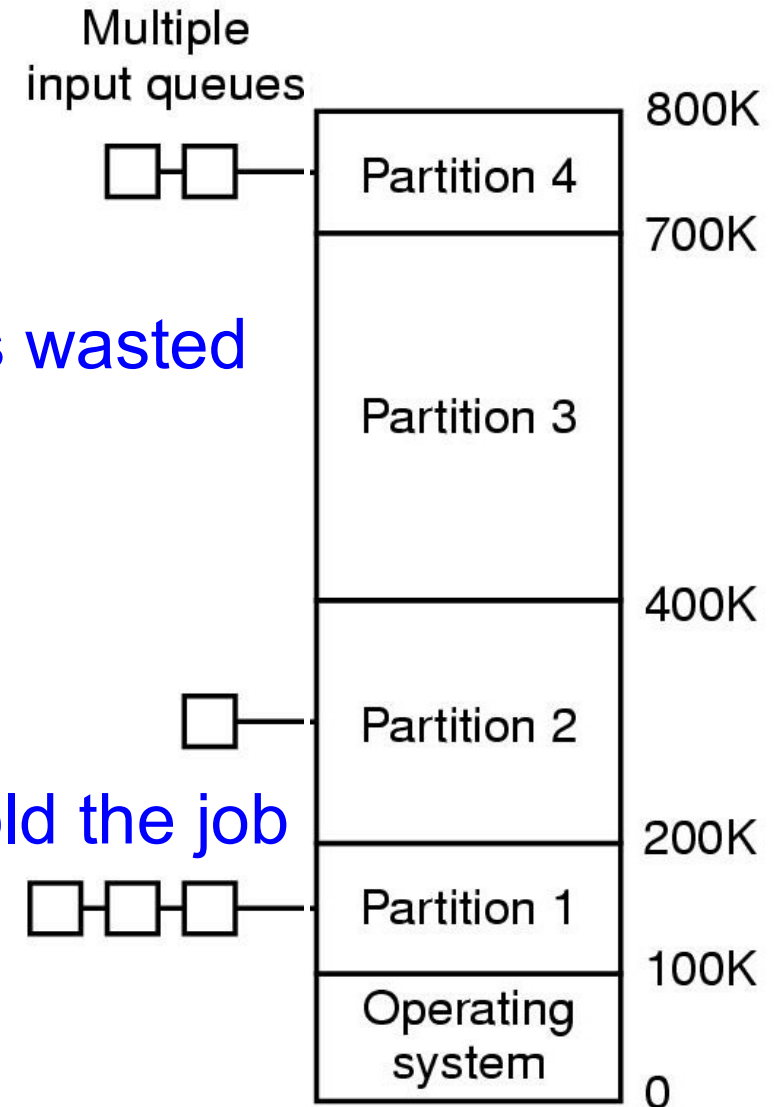 Multiple
input queues
800K
Partition 4
700K
wasted
Partition 3
400K
Partition 2
the job
200K
Partition 1
100K
Operating
system
0